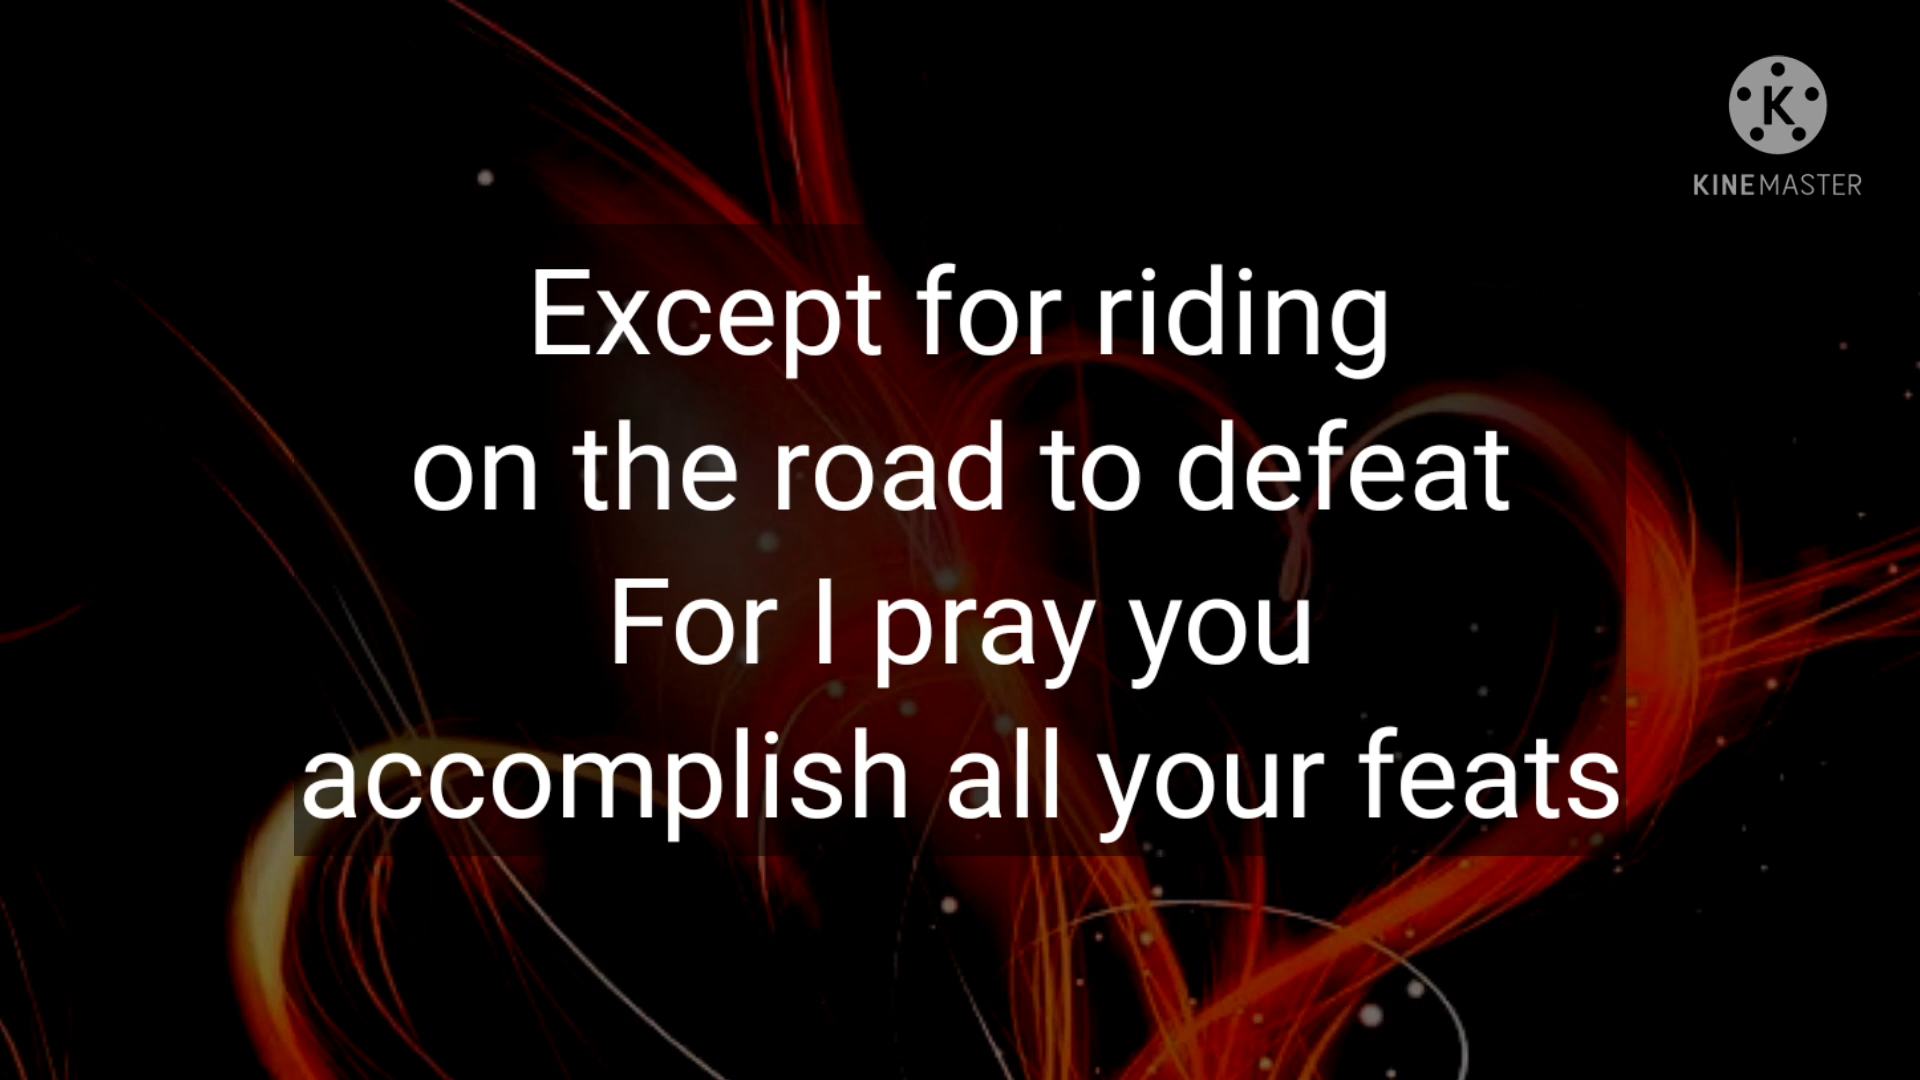 K
KINEMASTER
Except for riding
on the road to defeat
For I pray you
accomplish all your feats